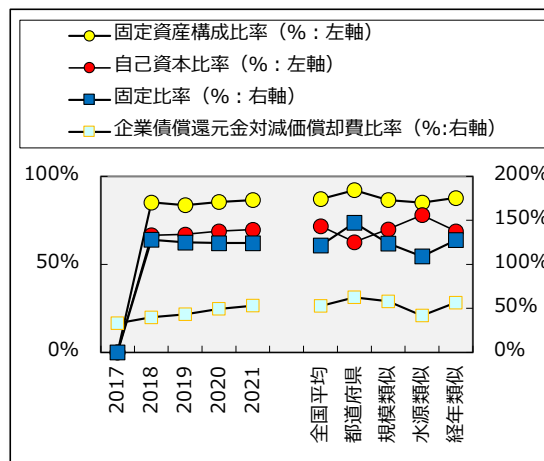 固定資産構成比率（%：左軸）
自己資本比率（%：左軸）
固定比率（%：右軸）
企業債償還元金対減価償却費比率（%:右軸）
100%
50%
0%
200%
150%
100%
50%
0%
2017
2018
2019
2020
2021
全国平均
都道府県
規模類似
水源類似
経年類似